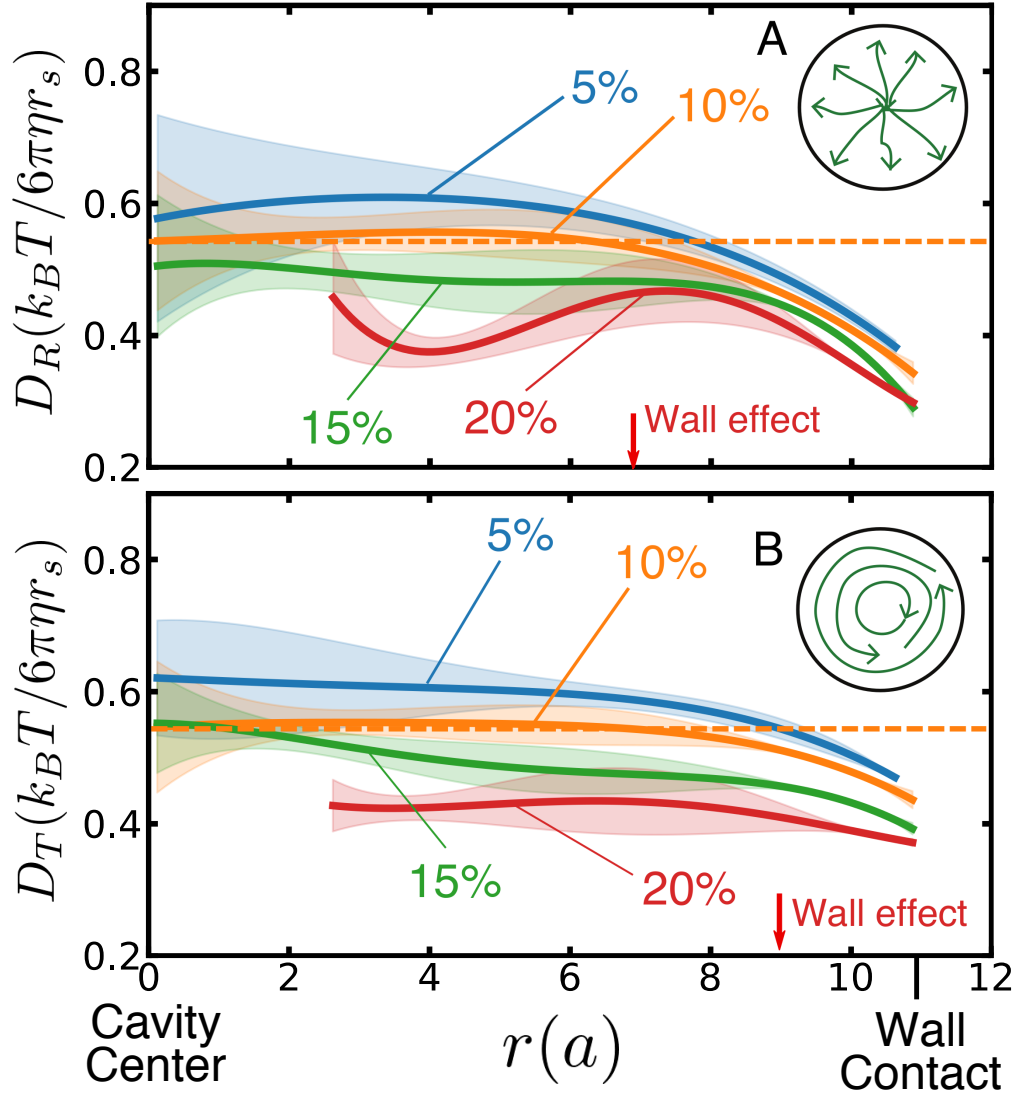 A
0.8
5%
10%
0.6
D_R(k_BT/6πηr_s)
0.4
15%
20%
Wall effect
0.2
B
0.8
5%
10%
0.6
D_T(k_BT/6πηr_s)
0.4
15%
20%
Wall effect
0.2
0 2 4 6 8 10 12
Cavity
Center
r(a)
Wall
Contact